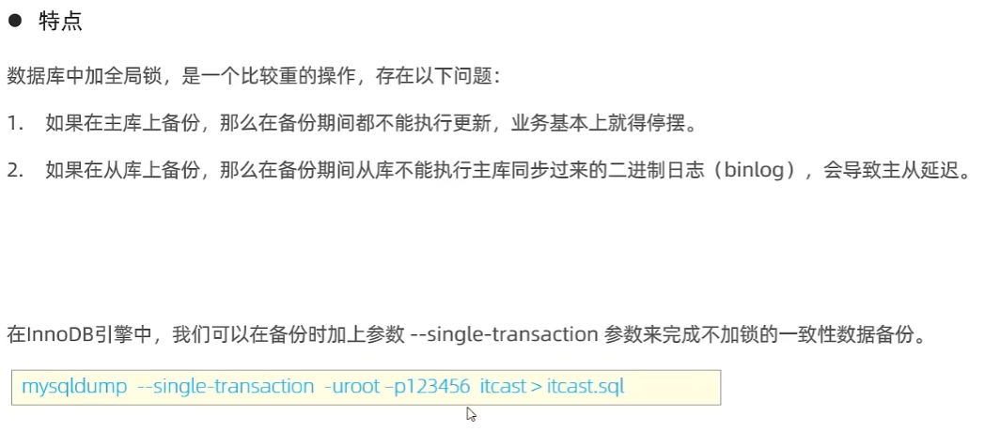 ● 特点
数据库中加全局锁，是一个比较重的操作，存在以下问题：
1. 如果在主库上备份，那么在备份期间都不能执行更新，业务基本上就得停摆。
2. 如果在从库上备份，那么在备份期间从库不能执行主库同步过来的二进制日志（binlog），会导致主从延迟。
在InnoDB引擎中，我们可以在备份时加上参数 --single-transaction 参数来完成不加锁的一致性数据备份。
mysqldump --single-transaction -uroot –p123456 itcast > itcast.sql